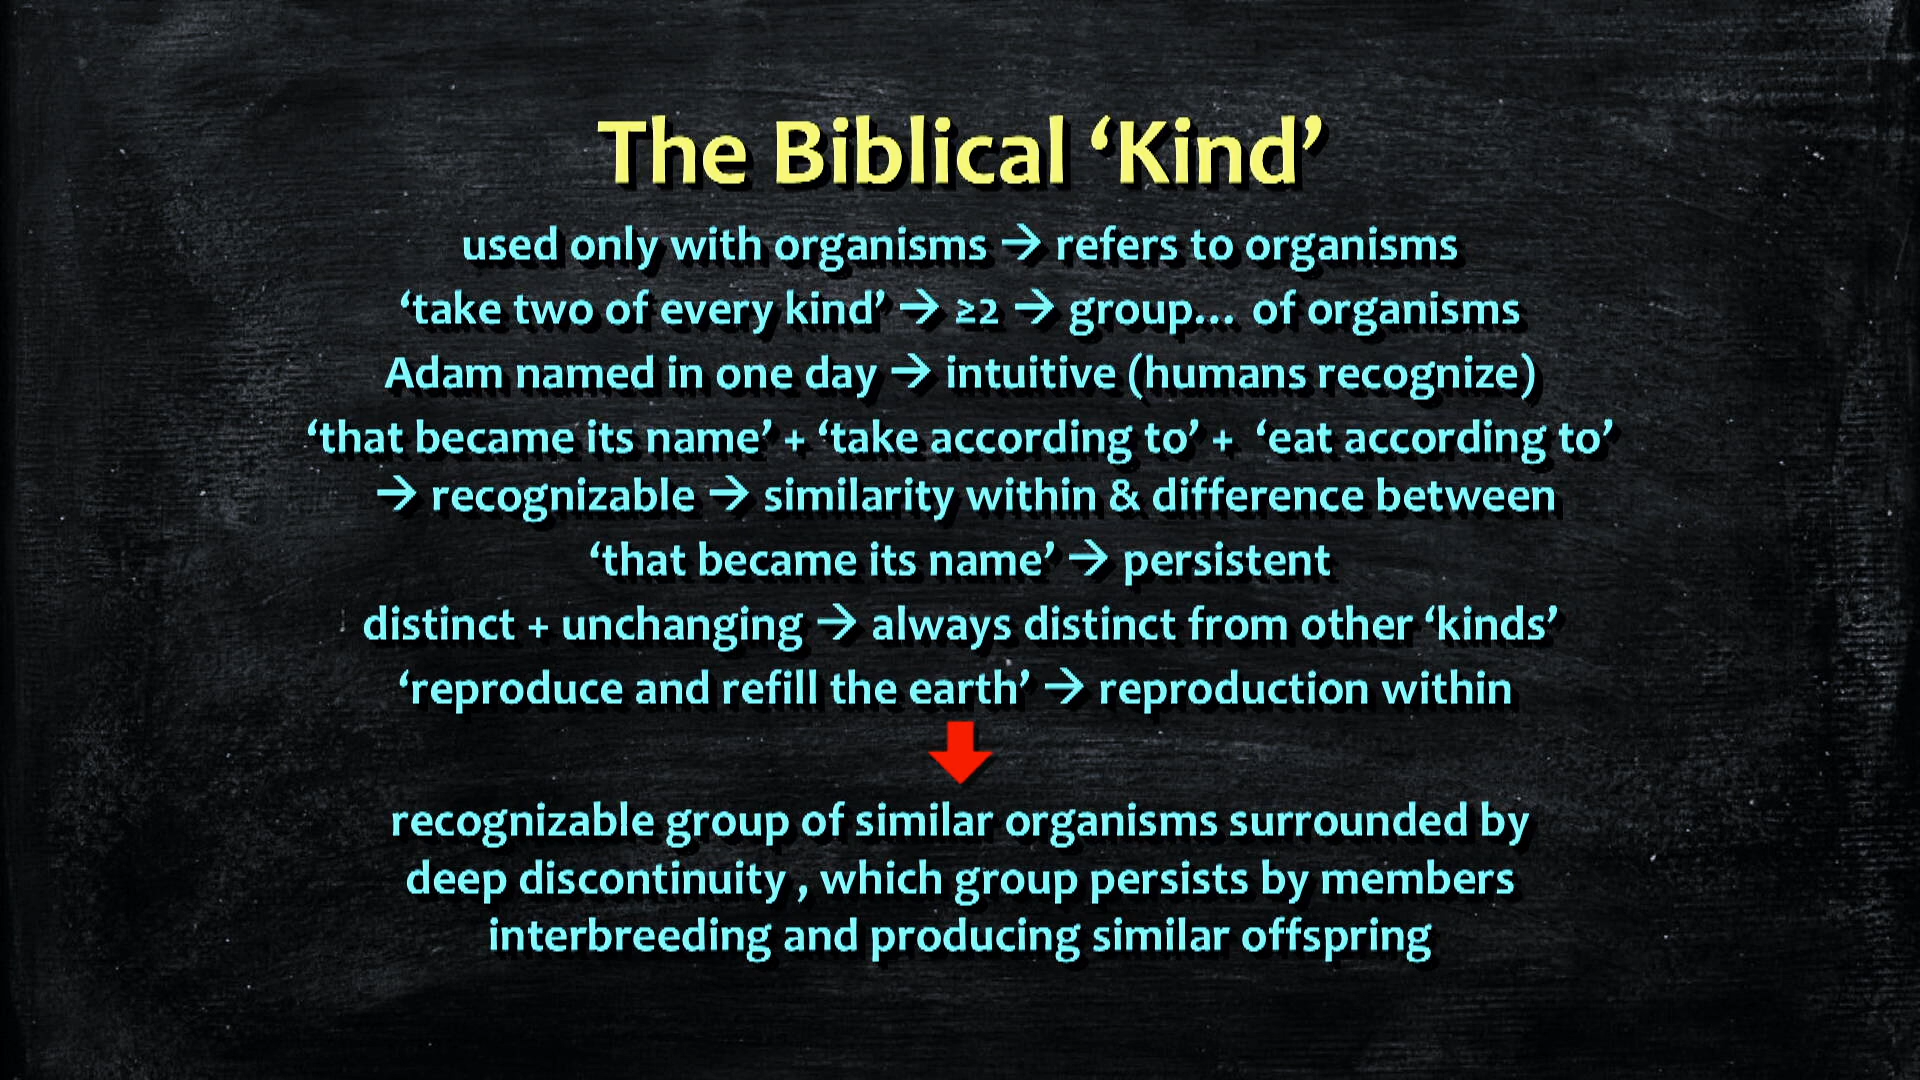 The Biblical ‘Kind’
used only with organisms → refers to organisms
‘take two of every kind’ → ≥2 → group… of organisms
Adam named in one day → intuitive (humans recognize)
‘that became its name’ + ‘take according to’ + ‘eat according to’
→ recognizable → similarity within & difference between
‘that became its name’ → persistent
distinct + unchanging → always distinct from other ‘kinds’
‘reproduce and refill the earth’ → reproduction within
recognizable group of similar organisms surrounded by
deep discontinuity , which group persists by members
interbreeding and producing similar offspring